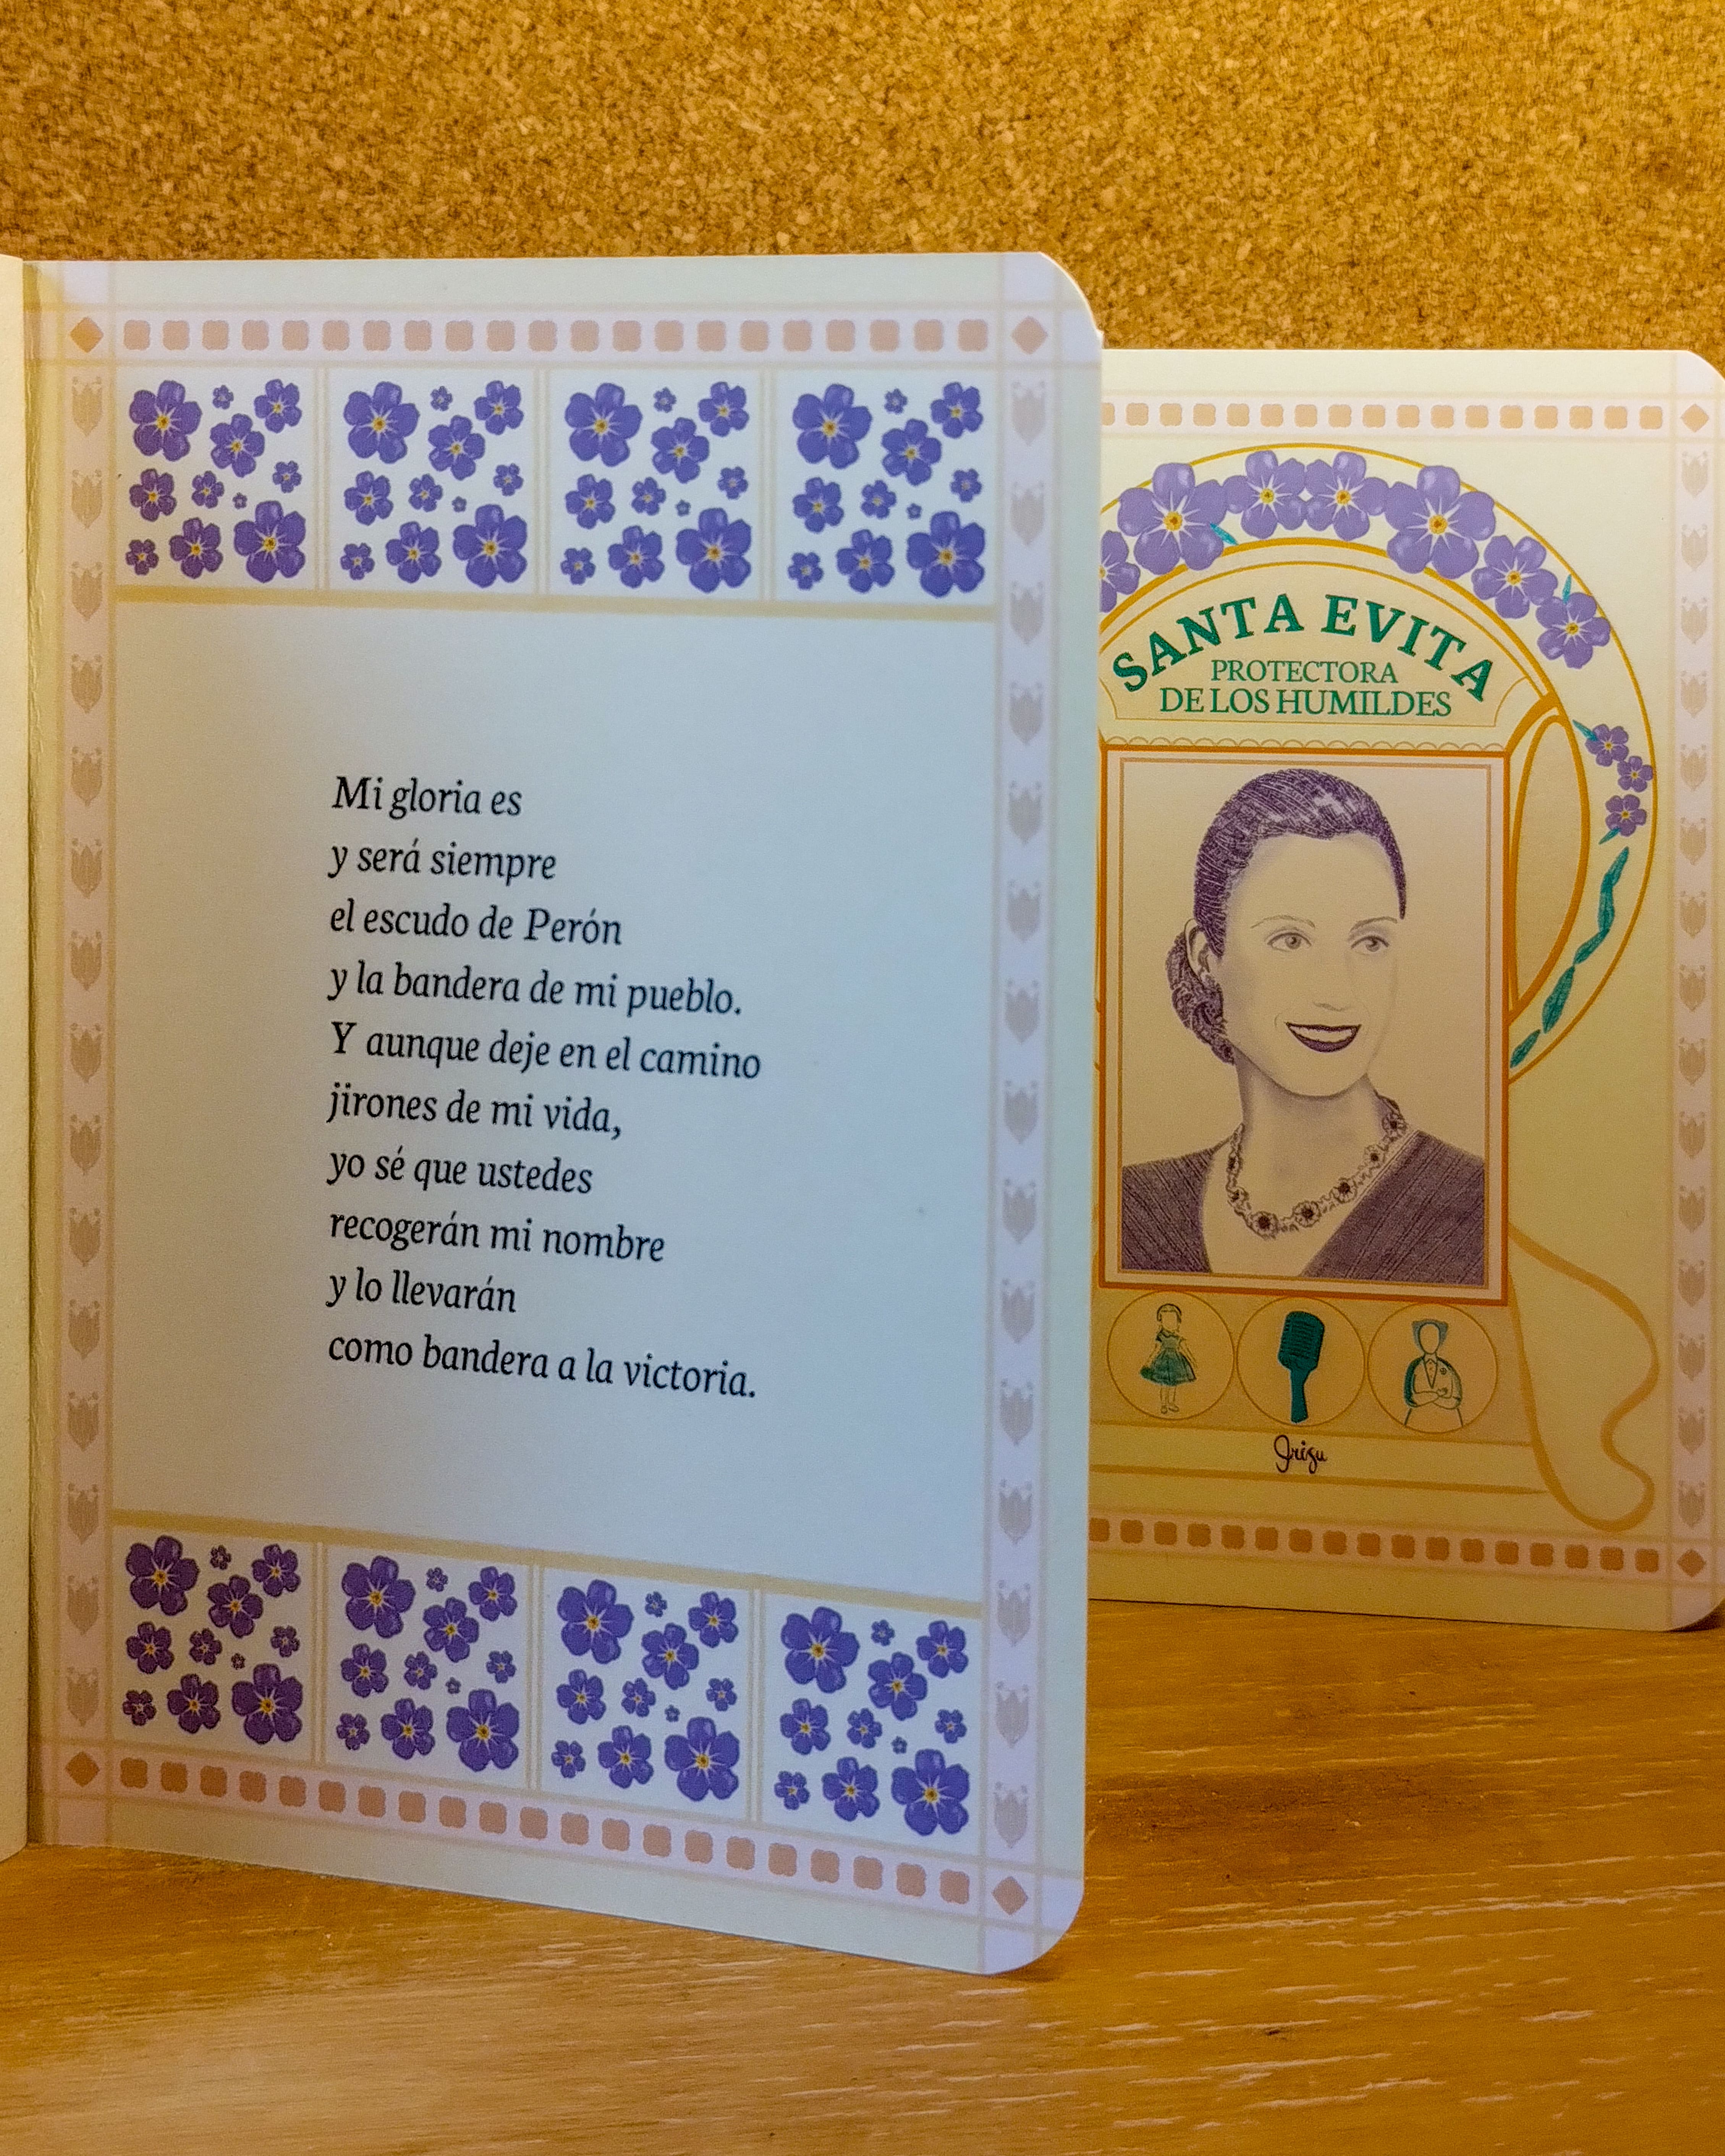 Mi gloria es
y será siempre
el escudo de Perón
y la bandera de mi pueblo.
Y aunque deje en el camino
jirones de mi vida,
yo sé que ustedes
recogerán mi nombre
y lo llevarán
como bandera a la victoria.
SANTA EVITA
PROTECTORA
DE LOS HUMILDES
Irizu